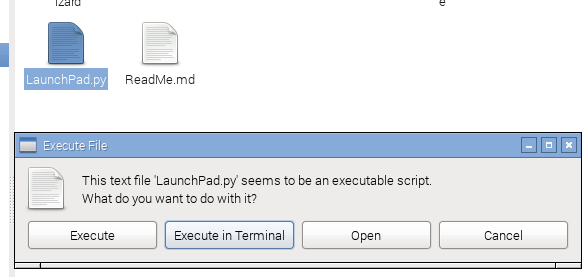 izard
e
LaunchPad.py
ReadMe.md
Execute File
This text file 'LaunchPad.py' seems to be an executable script.
What do you want to do with it?
Execute
Execute in Terminal
Open
Cancel